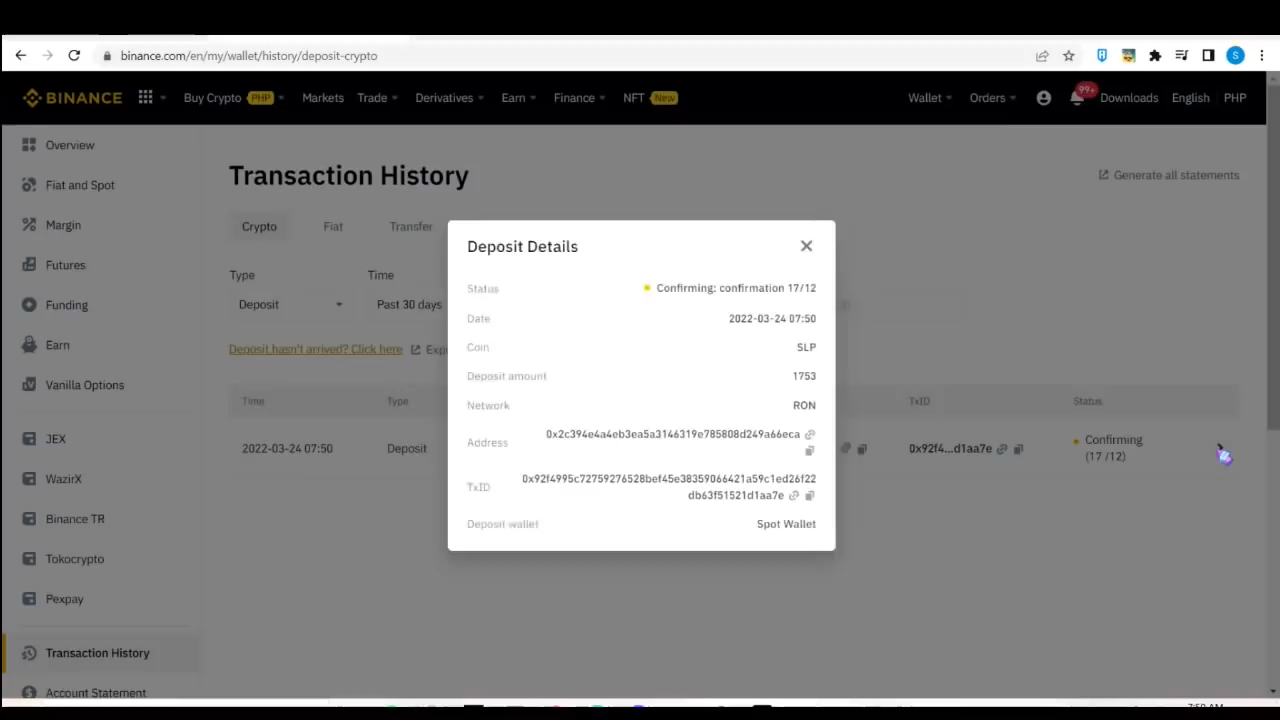 binance.com/en/my/wallet/history/deposit-crypto
S
BINANCE Buy Crypto PHP Markets Trade Derivatives Earn Finance NFT New Wallet Orders 99+ Downloads English PHP
Overview
Fiat and Spot
Margin
Futures
Funding
Earn
Vanilla Options
JEX
WazirX
Binance TR
Tokocrypto
Pexpay
Transaction History
Account Statement
Transaction History
Generate all statements
Crypto Fiat Transfer
Type Time
Deposit Past 30 days
Deposit hasn't arrived? Click here
Time Type TxID Status
2022-03-24 07:50 Deposit 0x92f4...d1aa7e Confirming
(17 /12)
Deposit Details
Status Confirming: confirmation 17/12
Date 2022-03-24 07:50
Coin SLP
Deposit amount 1753
Network RON
Address 0x2c394e4a4eb3ea5a3146319e785808d249a66eca
TxID 0x92f4995c72759276528bef45e38359066421a59c1ed26f22
db63f51521d1aa7e
Deposit wallet Spot Wallet